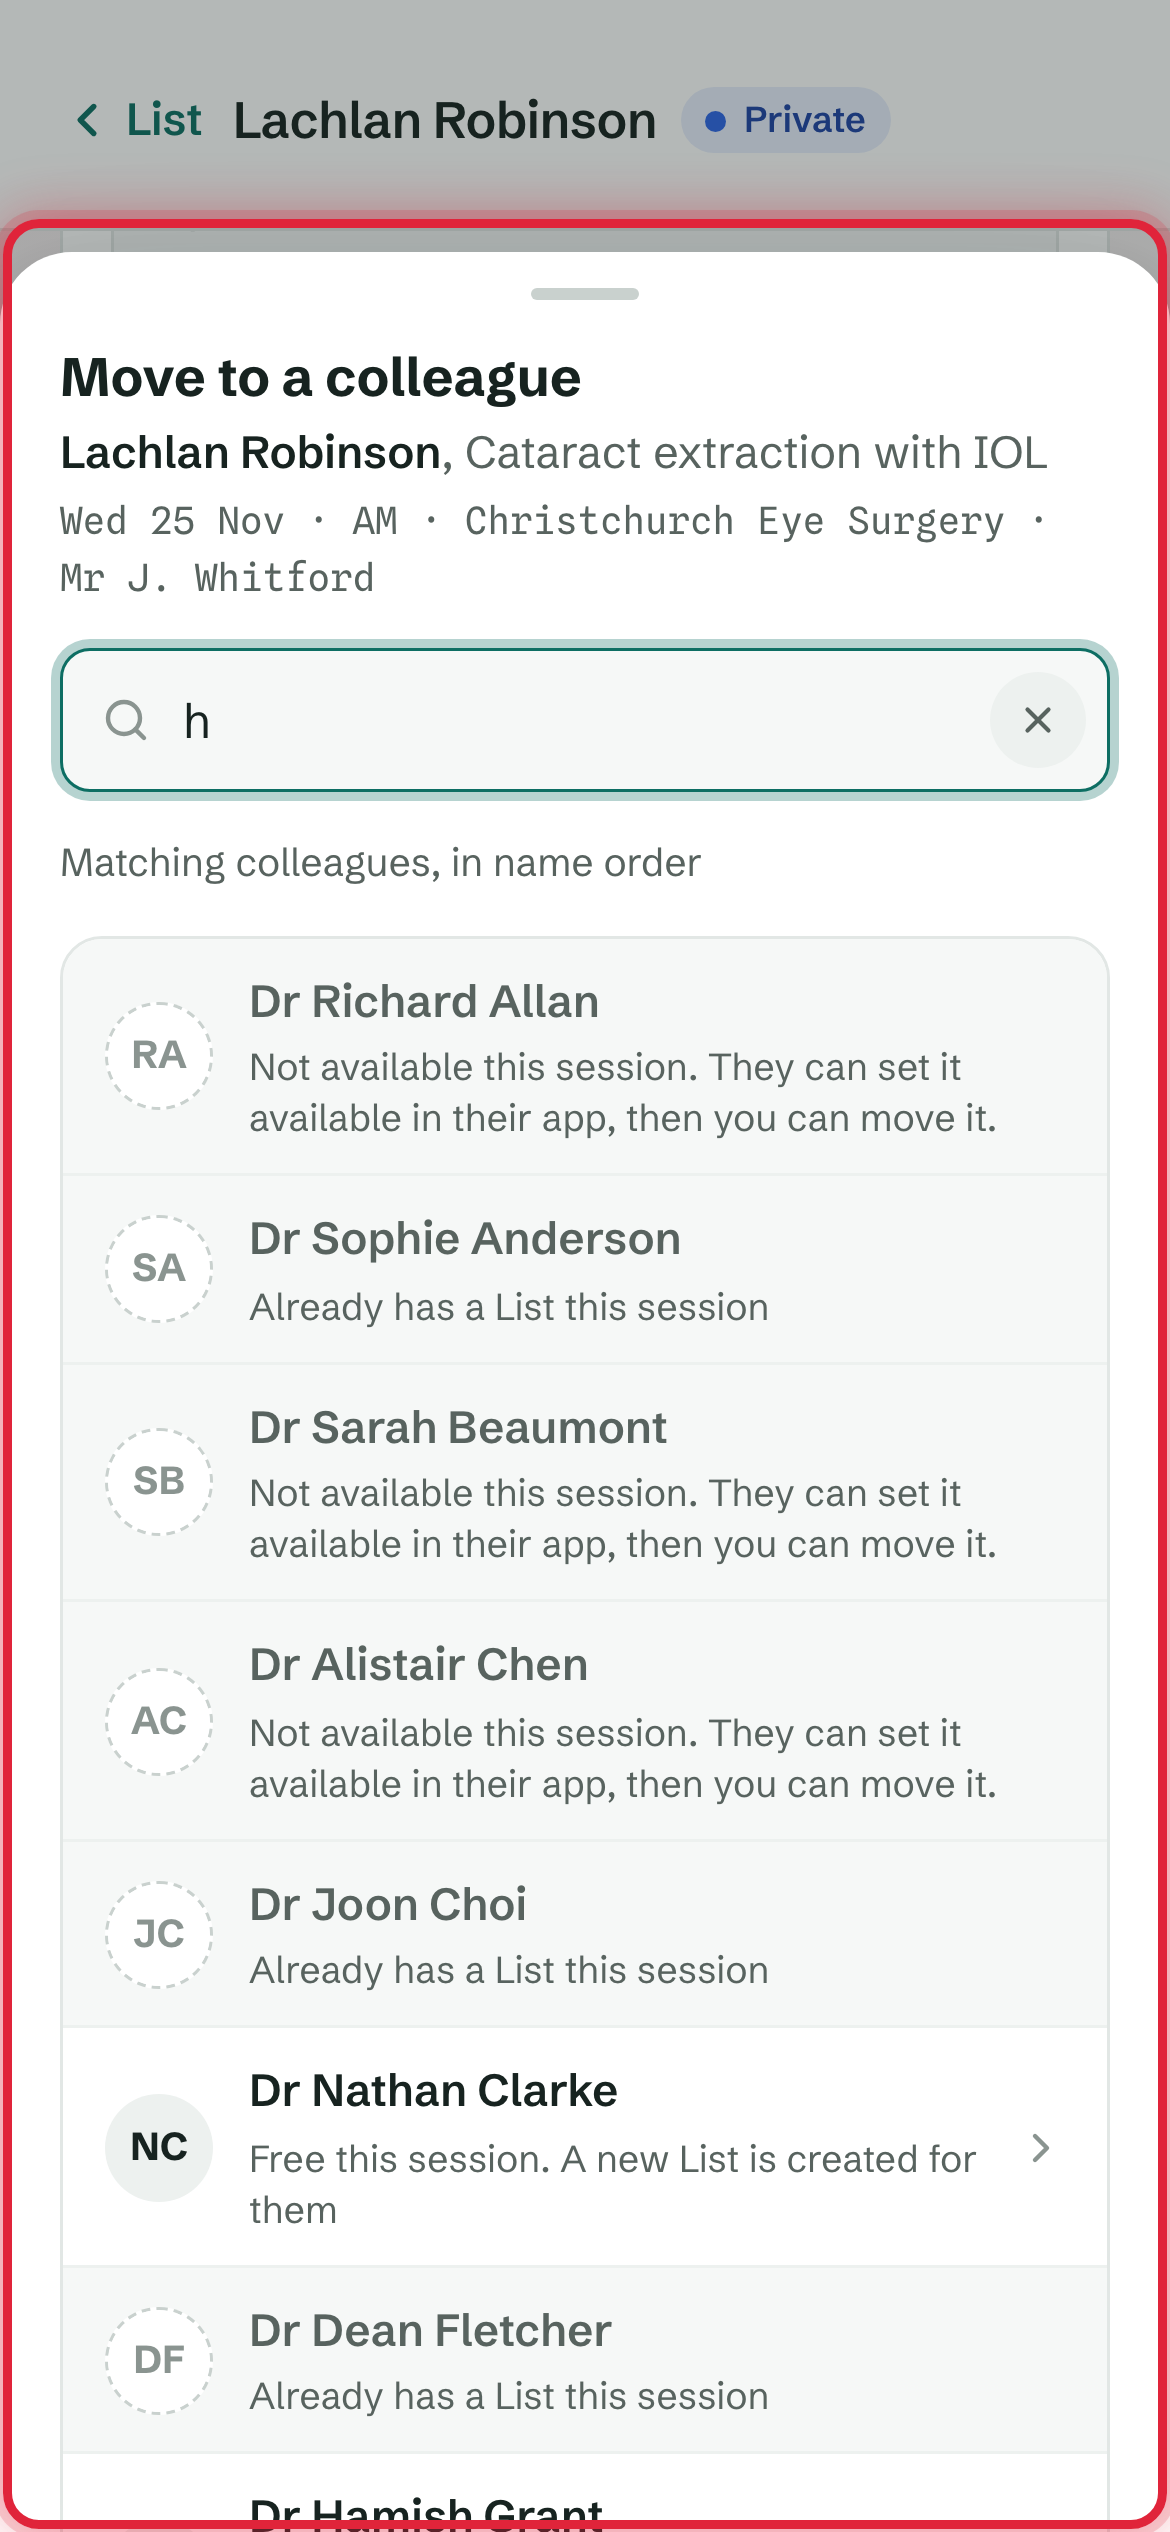 List Lachlan Robinson Private
Move to a colleague
Lachlan Robinson, Cataract extraction with IOL
Wed 25 Nov · AM · Christchurch Eye Surgery ·
Mr J. Whitford
h
Matching colleagues, in name order
RA
Dr Richard Allan
Not available this session. They can set it
available in their app, then you can move it.
SA
Dr Sophie Anderson
Already has a List this session
SB
Dr Sarah Beaumont
Not available this session. They can set it
available in their app, then you can move it.
AC
Dr Alistair Chen
Not available this session. They can set it
available in their app, then you can move it.
JC
Dr Joon Choi
Already has a List this session
NC
Dr Nathan Clarke
Free this session. A new List is created for
them
DF
Dr Dean Fletcher
Already has a List this session
Dr Hamish Grant